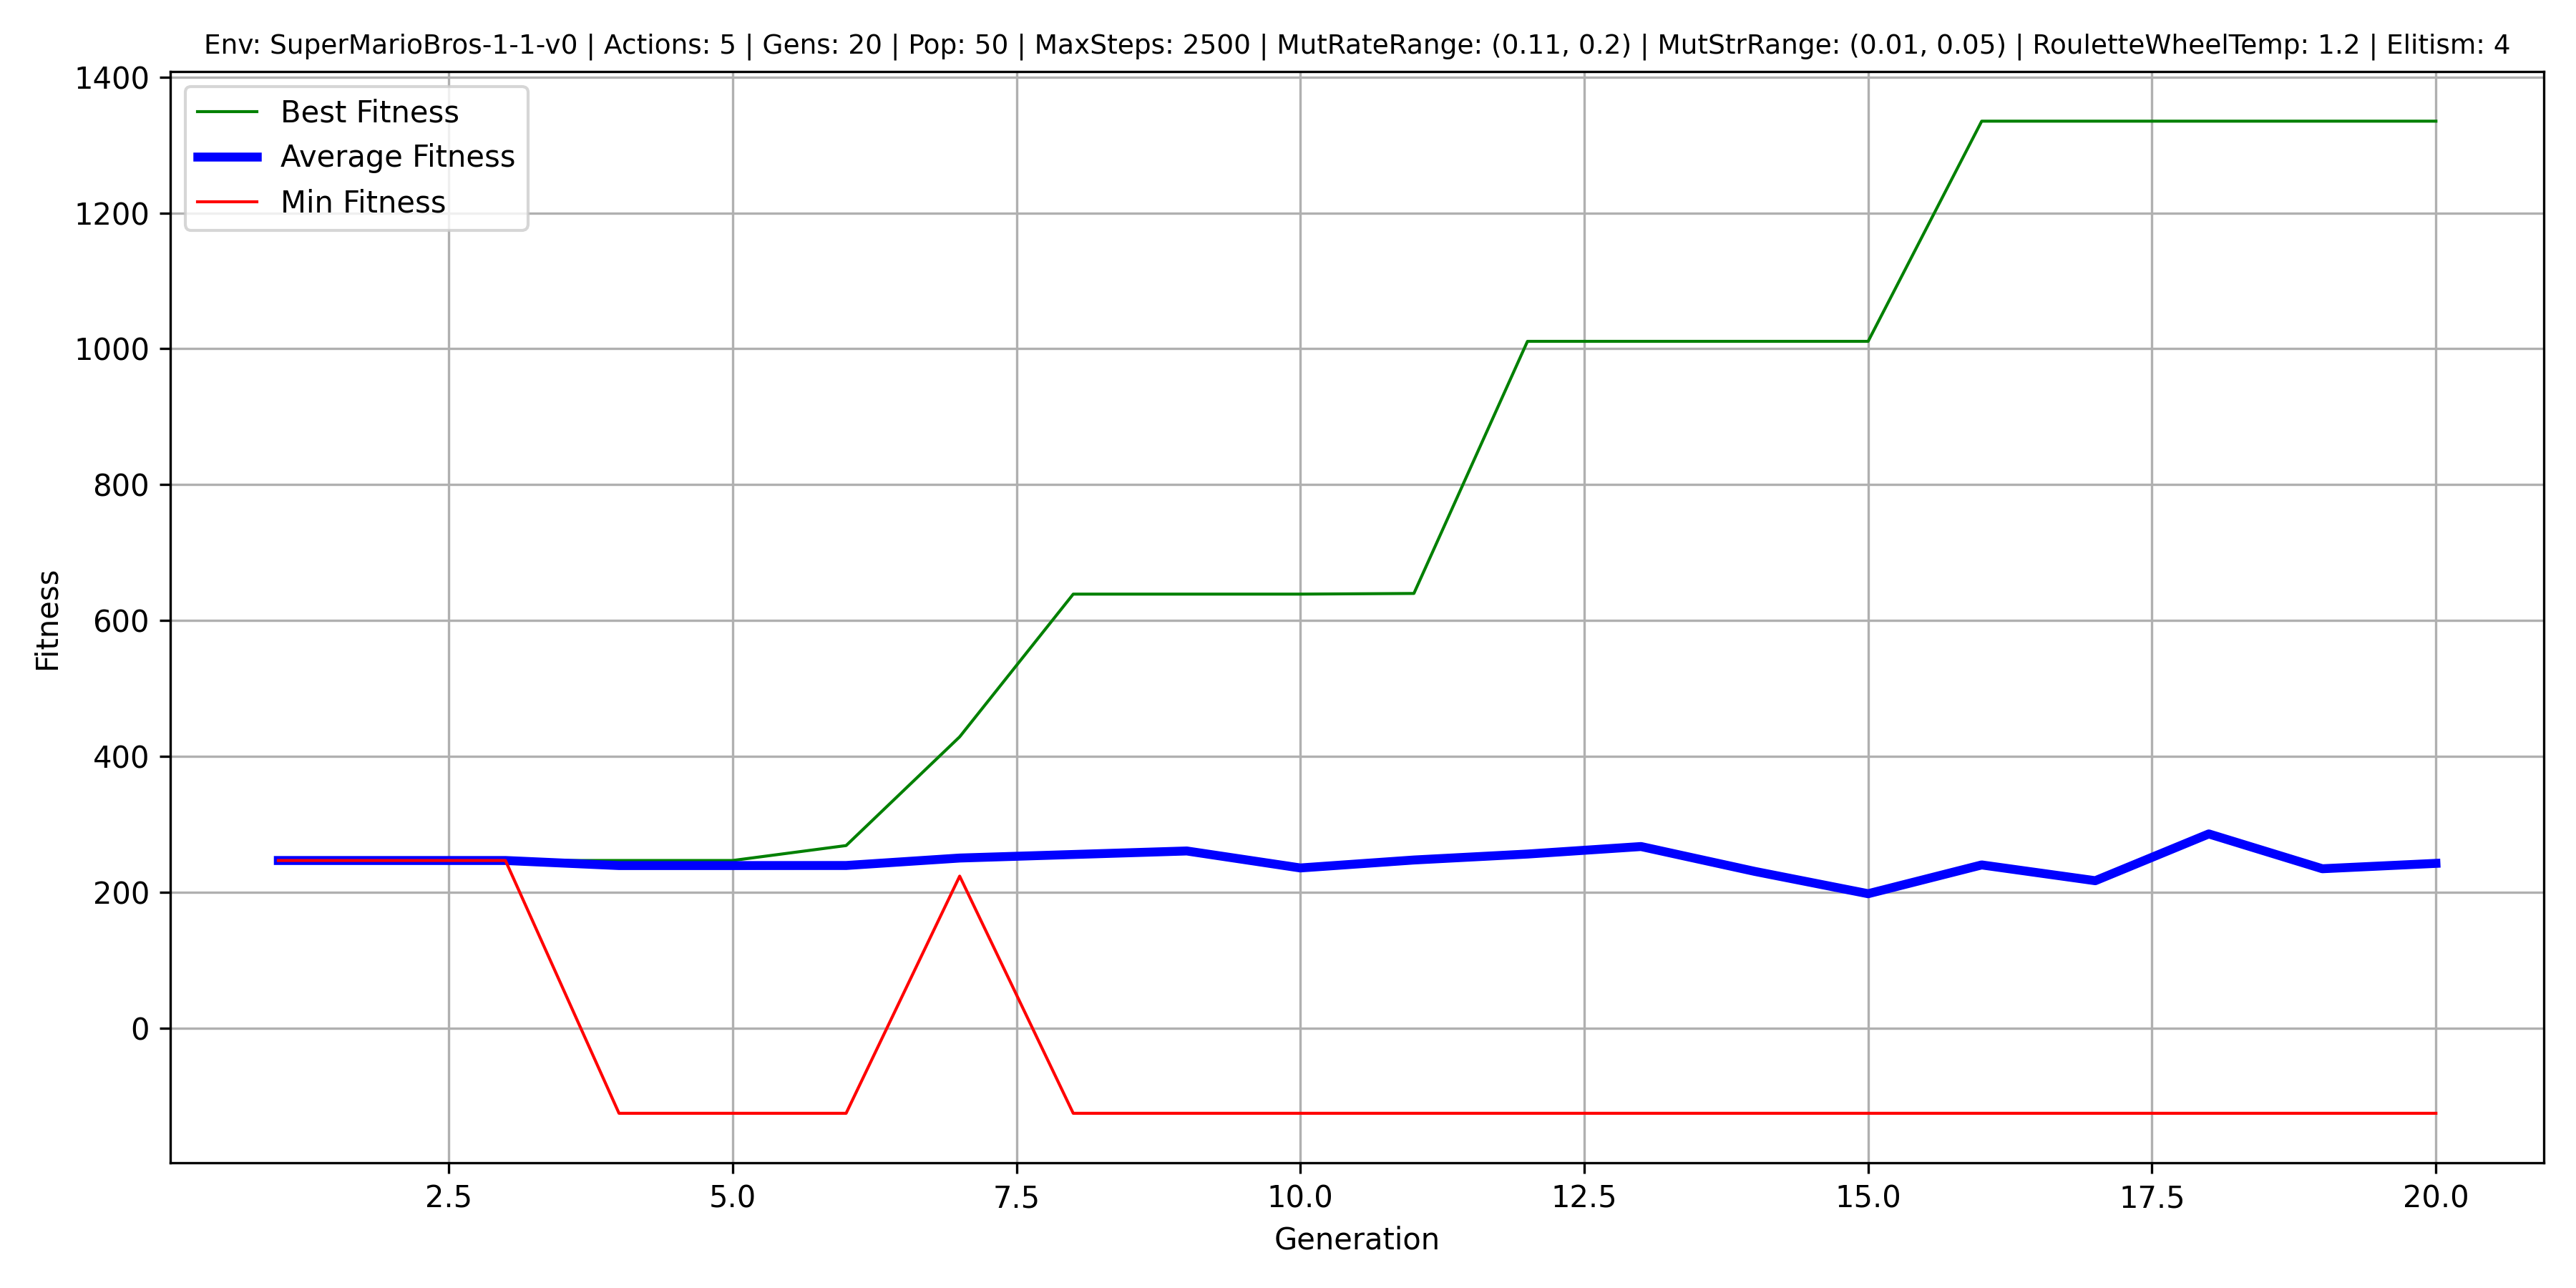 Env: SuperMarioBros-1-1-v0 | Actions: 5 | Gens: 20 | Pop: 50 | MaxSteps: 2500 | MutRateRange: (0.11, 0.2) | MutStrRange: (0.01, 0.05) | RouletteWheelTemp: 1.2 | Elitism: 4
Best Fitness
Average Fitness
Min Fitness
1400
1200
1000
800
600
400
200
0
Fitness
2.5 5.0 7.5 10.0 12.5 15.0 17.5 20.0
Generation